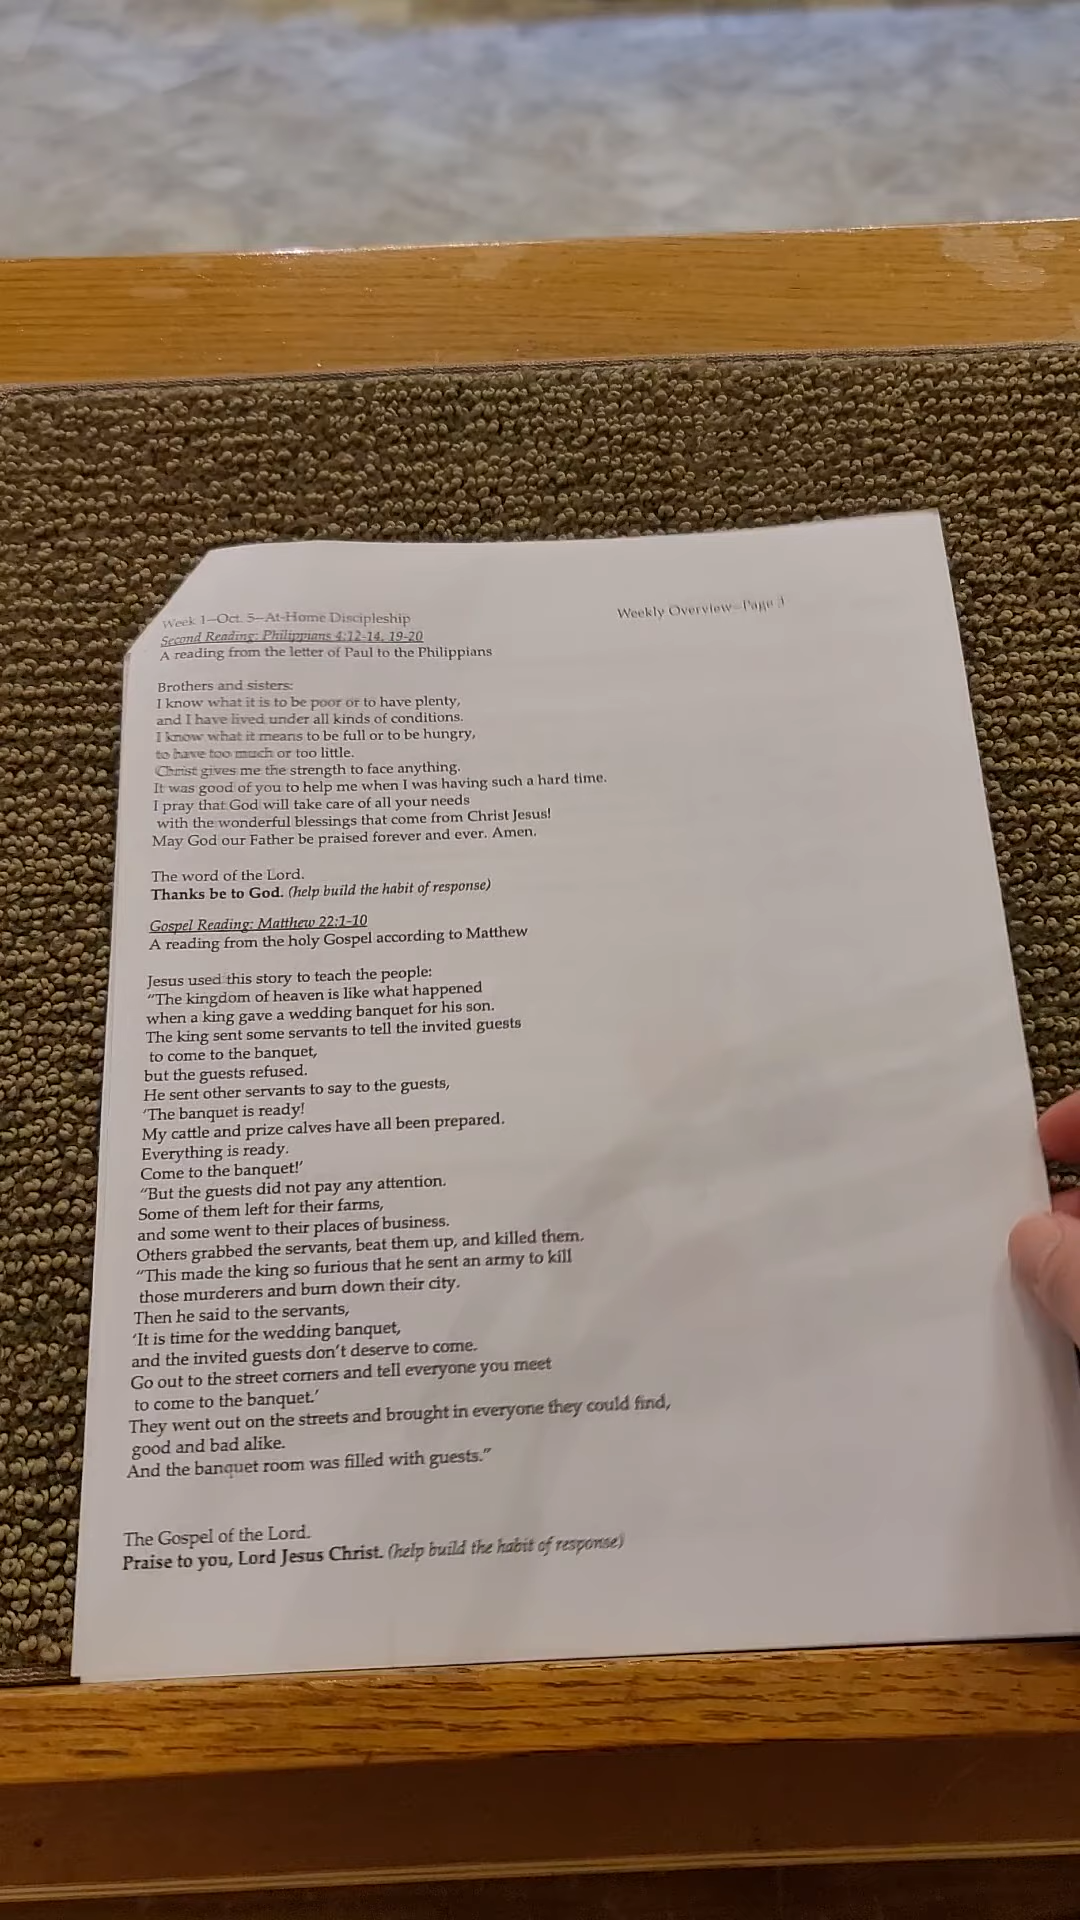 Week 1—Oct. 5—At-Home Discipleship
Weekly Overview—Page 3
Second Reading: Philippians 4:12-14, 19-20
A reading from the letter of Paul to the Philippians
Brothers and sisters:
I know what it is to be poor or to have plenty,
and I have lived under all kinds of conditions.
I know what it means to be full or to be hungry,
to have too much or too little.
Christ gives me the strength to face anything.
It was good of you to help me when I was having such a hard time.
I pray that God will take care of all your needs
with the wonderful blessings that come from Christ Jesus!
May God our Father be praised forever and ever. Amen.
The word of the Lord.
Thanks be to God. (help build the habit of response)
Gospel Reading: Matthew 22:1-10
A reading from the holy Gospel according to Matthew
Jesus used this story to teach the people:
“The kingdom of heaven is like what happened
when a king gave a wedding banquet for his son.
The king sent some servants to tell the invited guests
to come to the banquet,
but the guests refused.
He sent other servants to say to the guests,
‘The banquet is ready!
My cattle and prize calves have all been prepared.
Everything is ready.
Come to the banquet!’
“But the guests did not pay any attention.
Some of them left for their farms,
and some went to their places of business.
Others grabbed the servants, beat them up, and killed them.
“This made the king so furious that he sent an army to kill
those murderers and burn down their city.
Then he said to the servants,
‘It is time for the wedding banquet,
and the invited guests don’t deserve to come.
Go out to the street corners and tell everyone you meet
to come to the banquet.’
They went out on the streets and brought in everyone they could find,
good and bad alike.
And the banquet room was filled with guests.”
The Gospel of the Lord.
Praise to you, Lord Jesus Christ. (help build the habit of response)